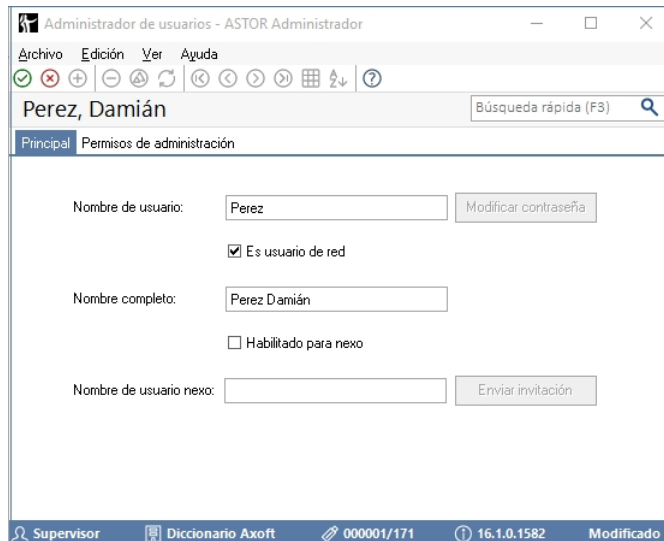 Administrador de usuarios - ASTOR Administrador
Archivo Edición Ver Ayuda
Perez, Damián
Búsqueda rápida (F3)
Principal Permisos de administración
Nombre de usuario: Perez Modificar contraseña
Es usuario de red
Nombre completo: Perez Damián
Habilitado para nexo
Nombre de usuario nexo: Enviar invitación
Supervisor Diccionario Axoft 000001/171 16.1.0.1582 Modificado